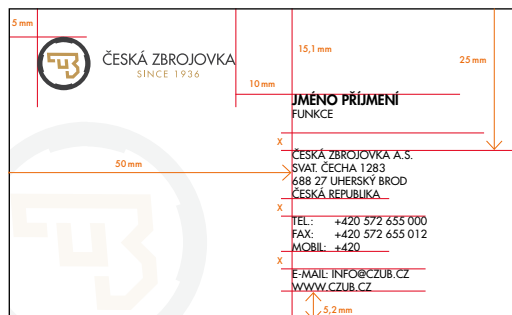 5 mm
ČESKÁ ZBROJOVKA
SINCE 1936
15,1 mm
25 mm
10 mm
JMÉNO PŘÍJMENÍ
FUNKCE
X
ČESKÁ ZBROJOVKA A.S.
SVAT. ČECHA 1283
688 27 UHERSKÝ BROD
ČESKÁ REPUBLIKA
50 mm
X
TEL.: +420 572 655 000
FAX: +420 572 655 012
MOBIL: +420
X
E-MAIL: INFO@CZUB.CZ
WWW.CZUB.CZ
5,2 mm